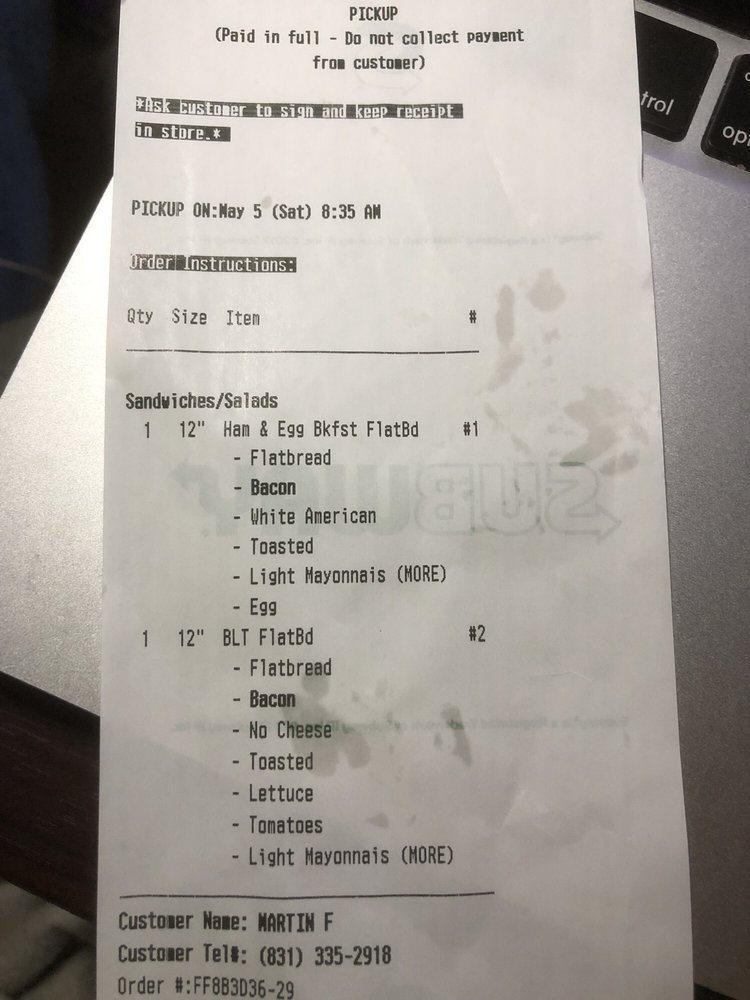 PICKUP
(Paid in full - Do not collect payment
from customer)
*Ask customer to sign and keep receipt
in store.*
PICKUP ON:May 5 (Sat) 8:35 AM
Order Instructions:
Qty Size Item #
Sandwiches/Salads
1 12" Ham & Egg Bkfst FlatBd #1
- Flatbread
- Bacon
- White American
- Toasted
- Light Mayonnais (MORE)
- Egg
1 12" BLT FlatBd #2
- Flatbread
- Bacon
- No Cheese
- Toasted
- Lettuce
- Tomatoes
- Light Mayonnais (MORE)
Customer Name: MARTIN F
Customer Tel#: (831) 335-2918
Order #:FF8B3D36-29
SUBWAY
trol
opt